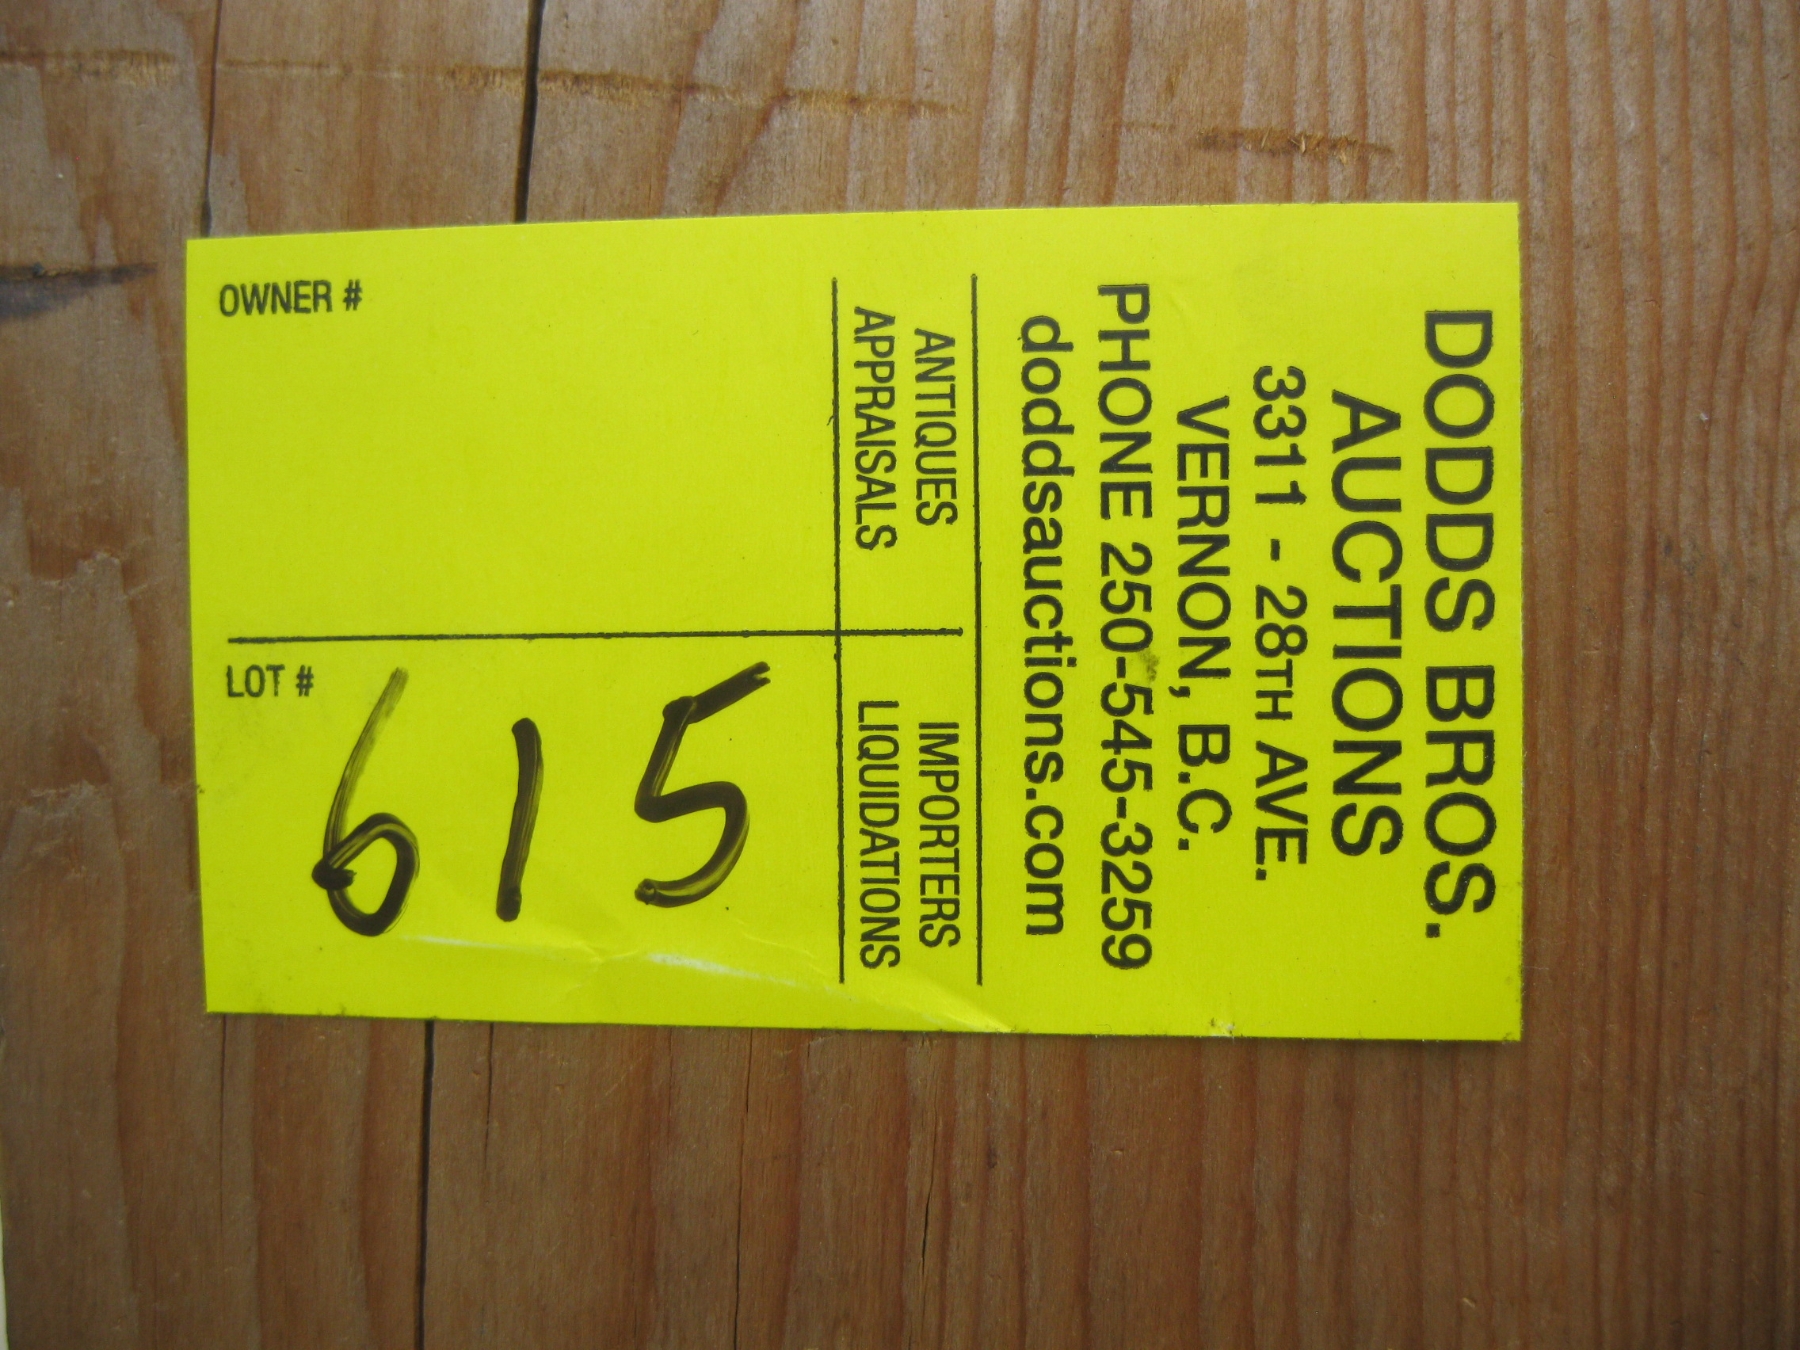 DODDS BROS.
AUCTIONS
3311 - 28TH AVE.
VERNON, B.C.
PHONE 250-545-3259
doddsauctions.com
ANTIQUES IMPORTERS
APPRAISALS LIQUIDATIONS
OWNER #
LOT #
615